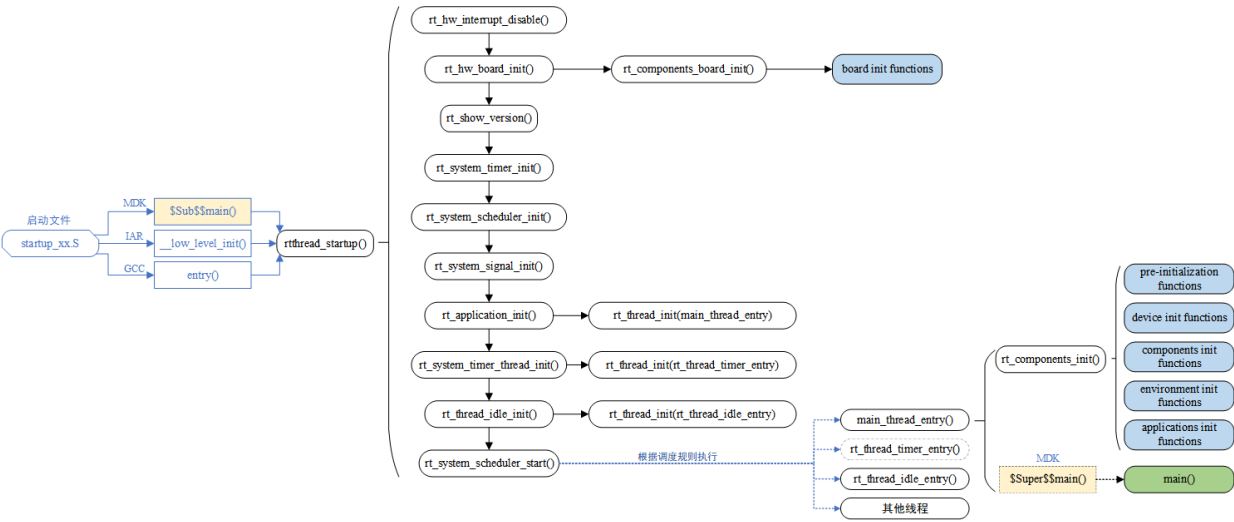 启动文件
startup_xx.S
MDK
IAR
GCC
$Sub$$main()
__low_level_init()
entry()
rtthread_startup()
rt_hw_interrupt_disable()
rt_hw_board_init()
rt_components_board_init()
board init functions
rt_show_version()
rt_system_timer_init()
rt_system_scheduler_init()
rt_system_signal_init()
rt_application_init()
rt_thread_init(main_thread_entry)
rt_system_timer_thread_init()
rt_thread_init(rt_thread_timer_entry)
rt_thread_idle_init()
rt_thread_init(rt_thread_idle_entry)
rt_system_scheduler_start()
根据调度规则执行
main_thread_entry()
rt_thread_timer_entry()
rt_thread_idle_entry()
其他线程
rt_components_init()
pre-initialization
functions
device init functions
components init
functions
environment init
functions
applications init
functions
MDK
$Super$$main()
main()